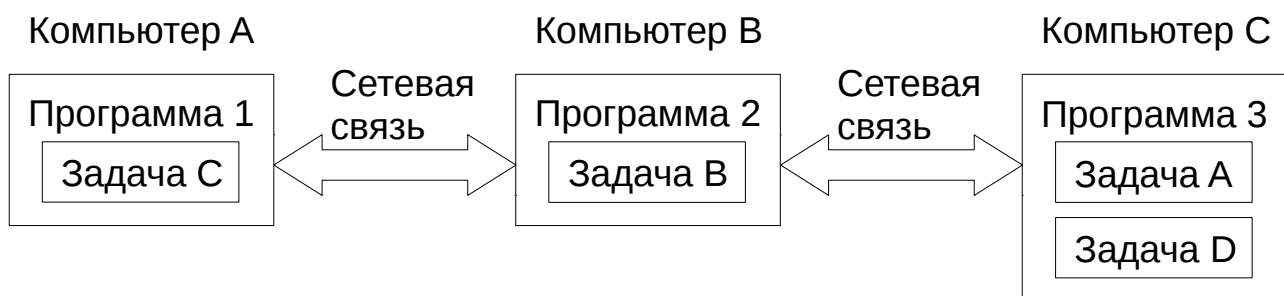 Компьютер A
Компьютер B
Компьютер C
Программа 1
Задача C
Сетевая
связь
Программа 2
Задача B
Сетевая
связь
Программа 3
Задача A
Задача D